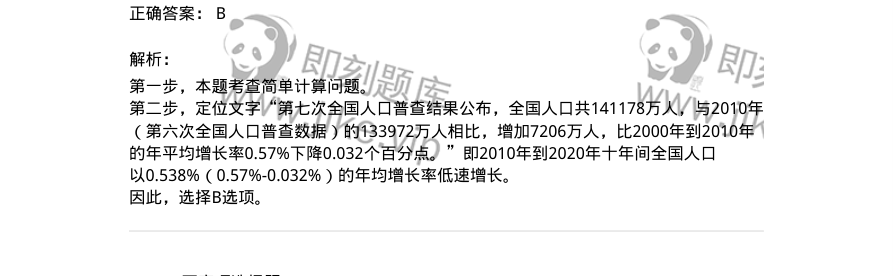 正确答案： B
解析：
第一步，本题考查简单计算问题。
第二步，定位文字“第七次全国人口普查结果公布，全国人口共141178万人，与2010年
（第六次全国人口普查数据）的133972万人相比，增加7206万人，比2000年到2010年
的年平均增长率0.57%下降0.032个百分点。”即2010年到2020年十年间全国人口
以0.538%（0.57%-0.032%）的年均增长率低速增长。
因此，选择B选项。
即刻题库